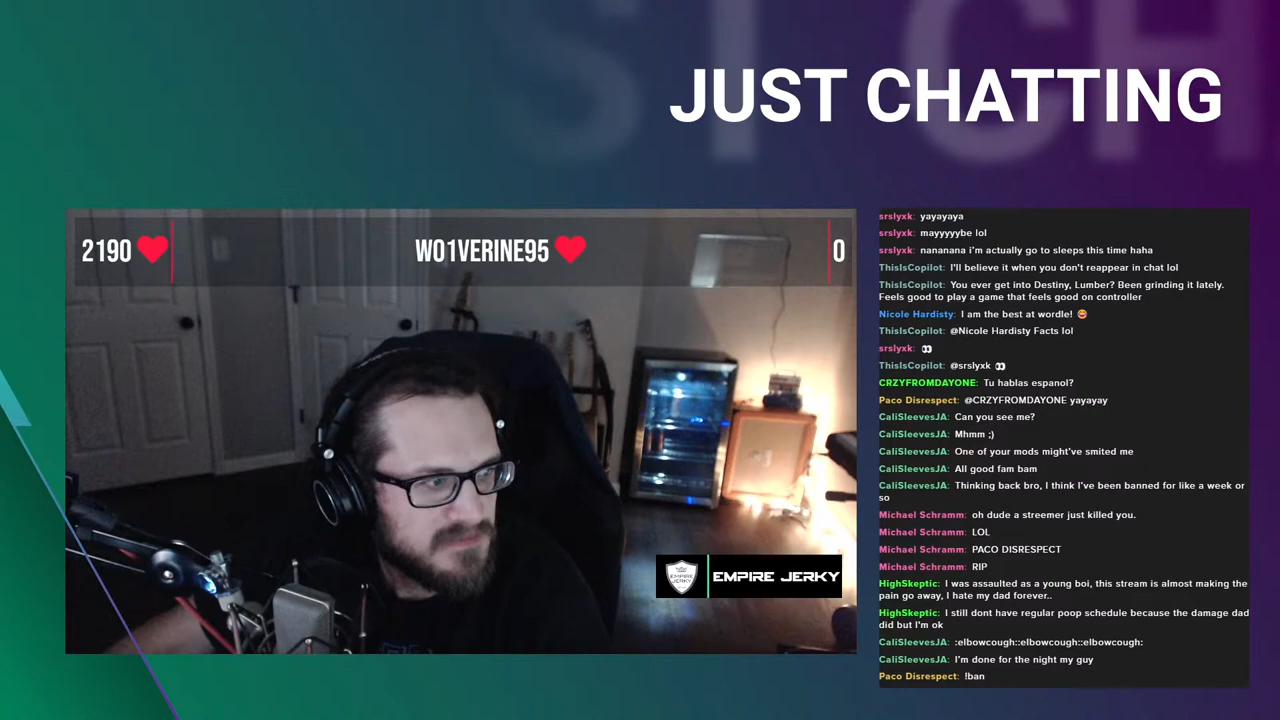 ST CH
JUST CHATTING
2190
WO1VERINE95
0
EMPIRE JERKY
srslyxk: yayayaya
srslyxk: mayyyyybe lol
srslyxk: nananana i'm actually go to sleeps this time haha
ThisIsCopilot: I'll believe it when you don't reappear in chat lol
ThisIsCopilot: You ever get into Destiny, Lumber? Been grinding it lately.
Feels good to play a game that feels good on controller
Nicole Hardisty: I am the best at wordle! 😅
ThisIsCopilot: @Nicole Hardisty Facts lol
srslyxk: 👀
ThisIsCopilot: @srslyxk 👀
CRZYFROMDAYONE: Tu hablas espanol?
Paco Disrespect: @CRZYFROMDAYONE yayayay
CaliSleevesJA: Can you see me?
CaliSleevesJA: Mhmm ;)
CaliSleevesJA: One of your mods might've smited me
CaliSleevesJA: All good fam bam
CaliSleevesJA: Thinking back bro, I think I've been banned for like a week or
so
Michael Schramm: oh dude a streemer just killed you.
Michael Schramm: LOL
Michael Schramm: PACO DISRESPECT
Michael Schramm: RIP
HighSkeptic: I was assaulted as a young boi, this stream is almost making the
pain go away, I hate my dad forever..
HighSkeptic: I still dont have regular poop schedule because the damage dad
did but I'm ok
CaliSleevesJA: :elbowcough::elbowcough::elbowcough:
CaliSleevesJA: I'm done for the night my guy
Paco Disrespect: !ban